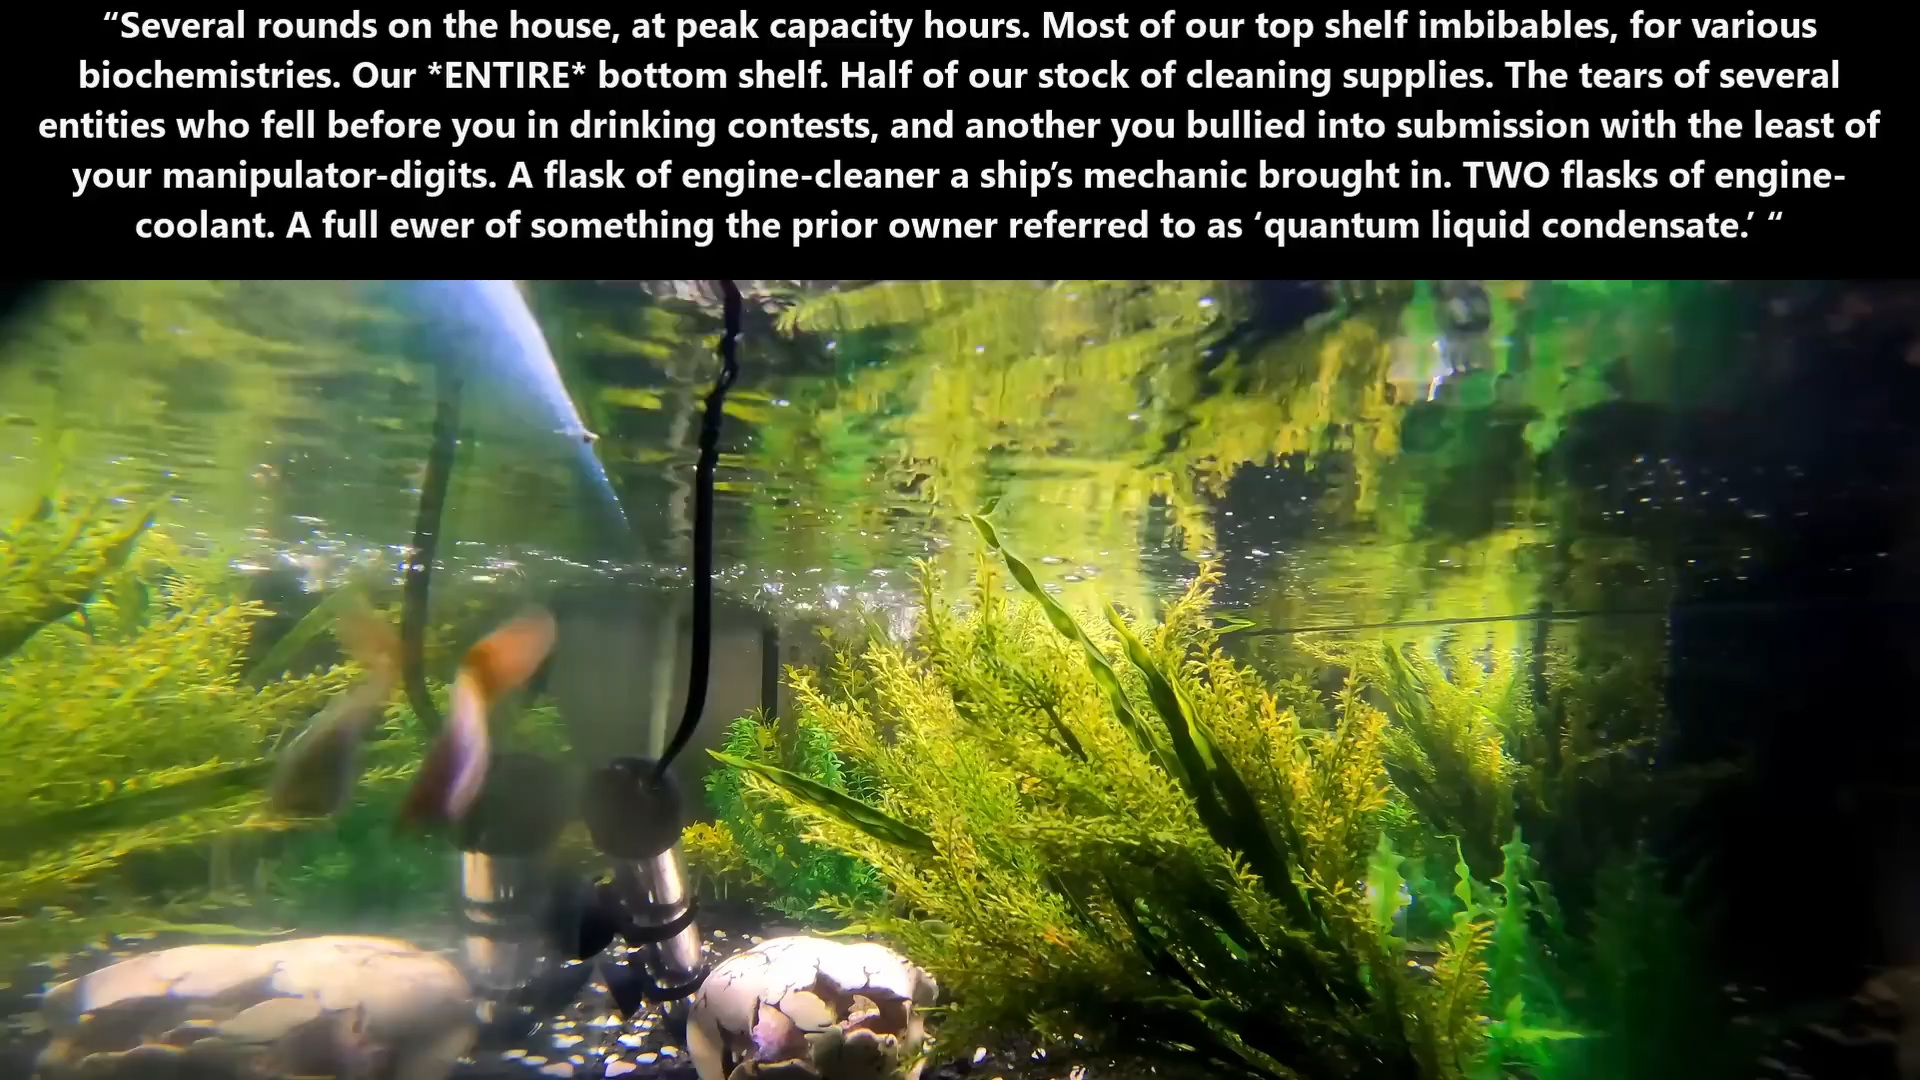 “Several rounds on the house, at peak capacity hours. Most of our top shelf imbibables, for various
biochemistries. Our *ENTIRE* bottom shelf. Half of our stock of cleaning supplies. The tears of several
entities who fell before you in drinking contests, and another you bullied into submission with the least of
your manipulator-digits. A flask of engine-cleaner a ship’s mechanic brought in. TWO flasks of engine-
coolant. A full ewer of something the prior owner referred to as ‘quantum liquid condensate.’ “